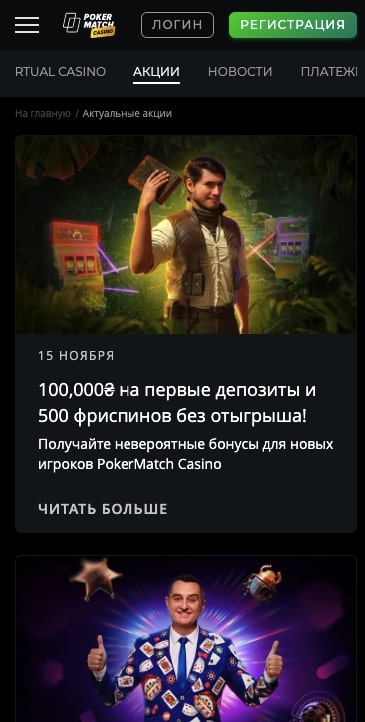 POKER
MATCH
CASINO
ЛОГИН
РЕГИСТРАЦИЯ
RTUAL CASINO АКЦИИ НОВОСТИ ПЛАТЕЖІ
На главную / Актуальные акции
15 НОЯБРЯ
100,000₴ на первые депозиты и
500 фриспинов без отыгрыша!
Получайте невероятные бонусы для новых
игроков PokerMatch Casino
ЧИТАТЬ БОЛЬШЕ